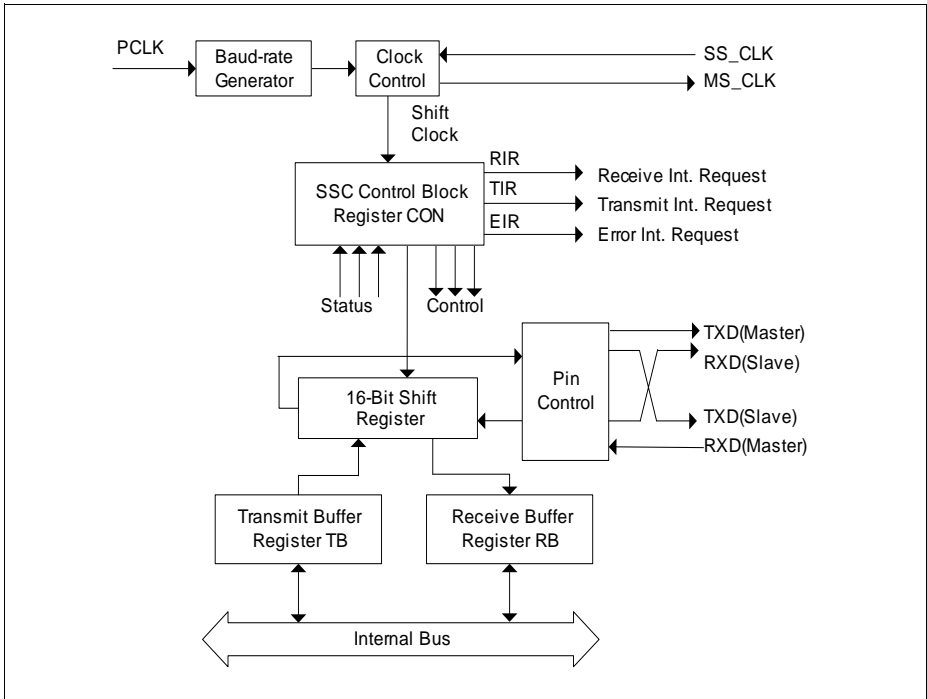 PCLK
Baud-rate
Generator
Clock
Control
SS_CLK
MS_CLK
Shift
Clock
SSC Control Block
Register CON
RIR
Receive Int. Request
TIR
Transmit Int. Request
EIR
Error Int. Request
Status
Control
16-Bit Shift
Register
Pin
Control
TXD(Master)
RXD(Slave)
TXD(Slave)
RXD(Master)
Transmit Buffer
Register TB
Receive Buffer
Register RB
Internal Bus